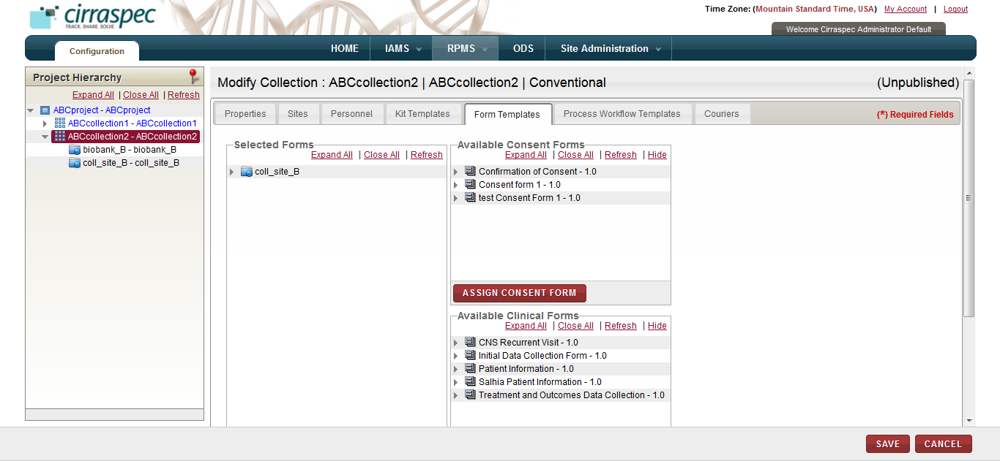 cirraspec
TRACK. SHARE. SOLVE.
Time Zone: (Mountain Standard Time, USA) My Account | Logout
Welcome Cirraspec Administrator Default
Configuration
HOME IAMS RPMS ODS Site Administration
Project Hierarchy
Expand All | Close All | Refresh
ABCproject - ABCproject
ABCcollection1 - ABCcollection1
ABCcollection2 - ABCcollection2
biobank_B - biobank_B
coll_site_B - coll_site_B
Modify Collection : ABCcollection2 | ABCcollection2 | Conventional (Unpublished)
Properties Sites Personnel Kit Templates Form Templates Process Workflow Templates Couriers (*) Required Fields
Selected Forms
Expand All | Close All | Refresh
coll_site_B
Available Consent Forms
Expand All | Close All | Refresh | Hide
Confirmation of Consent - 1.0
Consent form 1 - 1.0
test Consent Form 1 - 1.0
ASSIGN CONSENT FORM
Available Clinical Forms
Expand All | Close All | Refresh | Hide
CNS Recurrent Visit - 1.0
Initial Data Collection Form - 1.0
Patient Information - 1.0
Salhia Patient Information - 1.0
Treatment and Outcomes Data Collection - 1.0
SAVE CANCEL